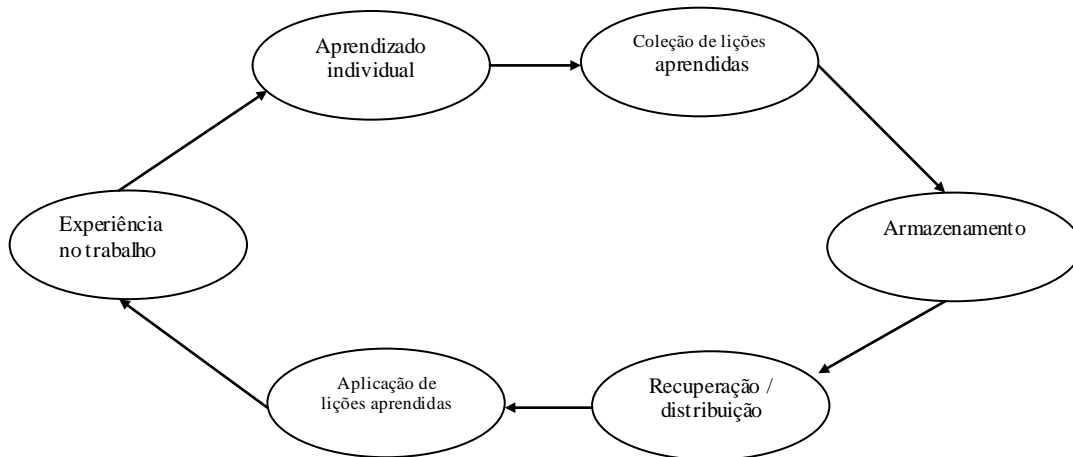 Aprendizado
individual
Coleção de lições
aprendidas
Experiência
no trabalho
Armazenamento
Aplicação de
lições aprendidas
Recuperação /
distribuição